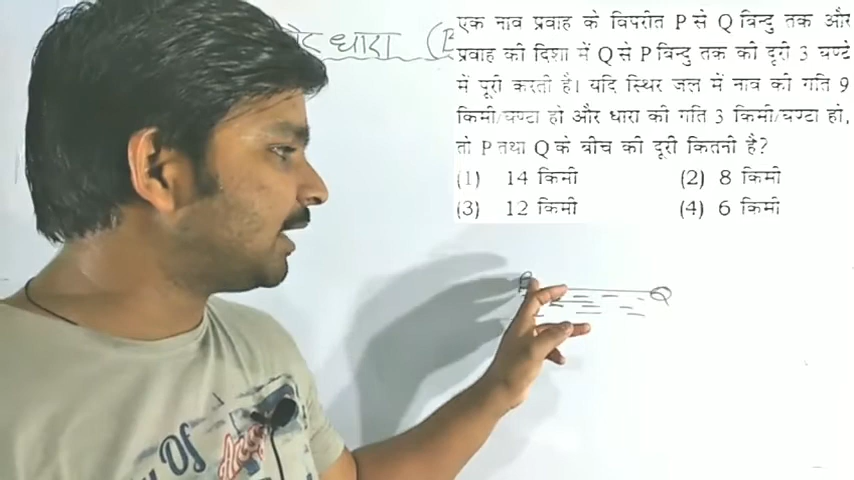 धारा (
एक नाव प्रवाह के विपरीत P से Q विन्दु तक और
प्रवाह की दिशा में Q से P विन्दु तक की दूरी 3 घण्टे
में पूरी करती है। यदि स्थिर जल में नाव की गति 9
किमी/घण्टा हो और धारा की गति 3 किमी/घण्टा हो,
तो P तथा Q के बीच की दूरी कितनी है?
(1) 14 किमी (2) 8 किमी
(3) 12 किमी (4) 6 किमी
P Q